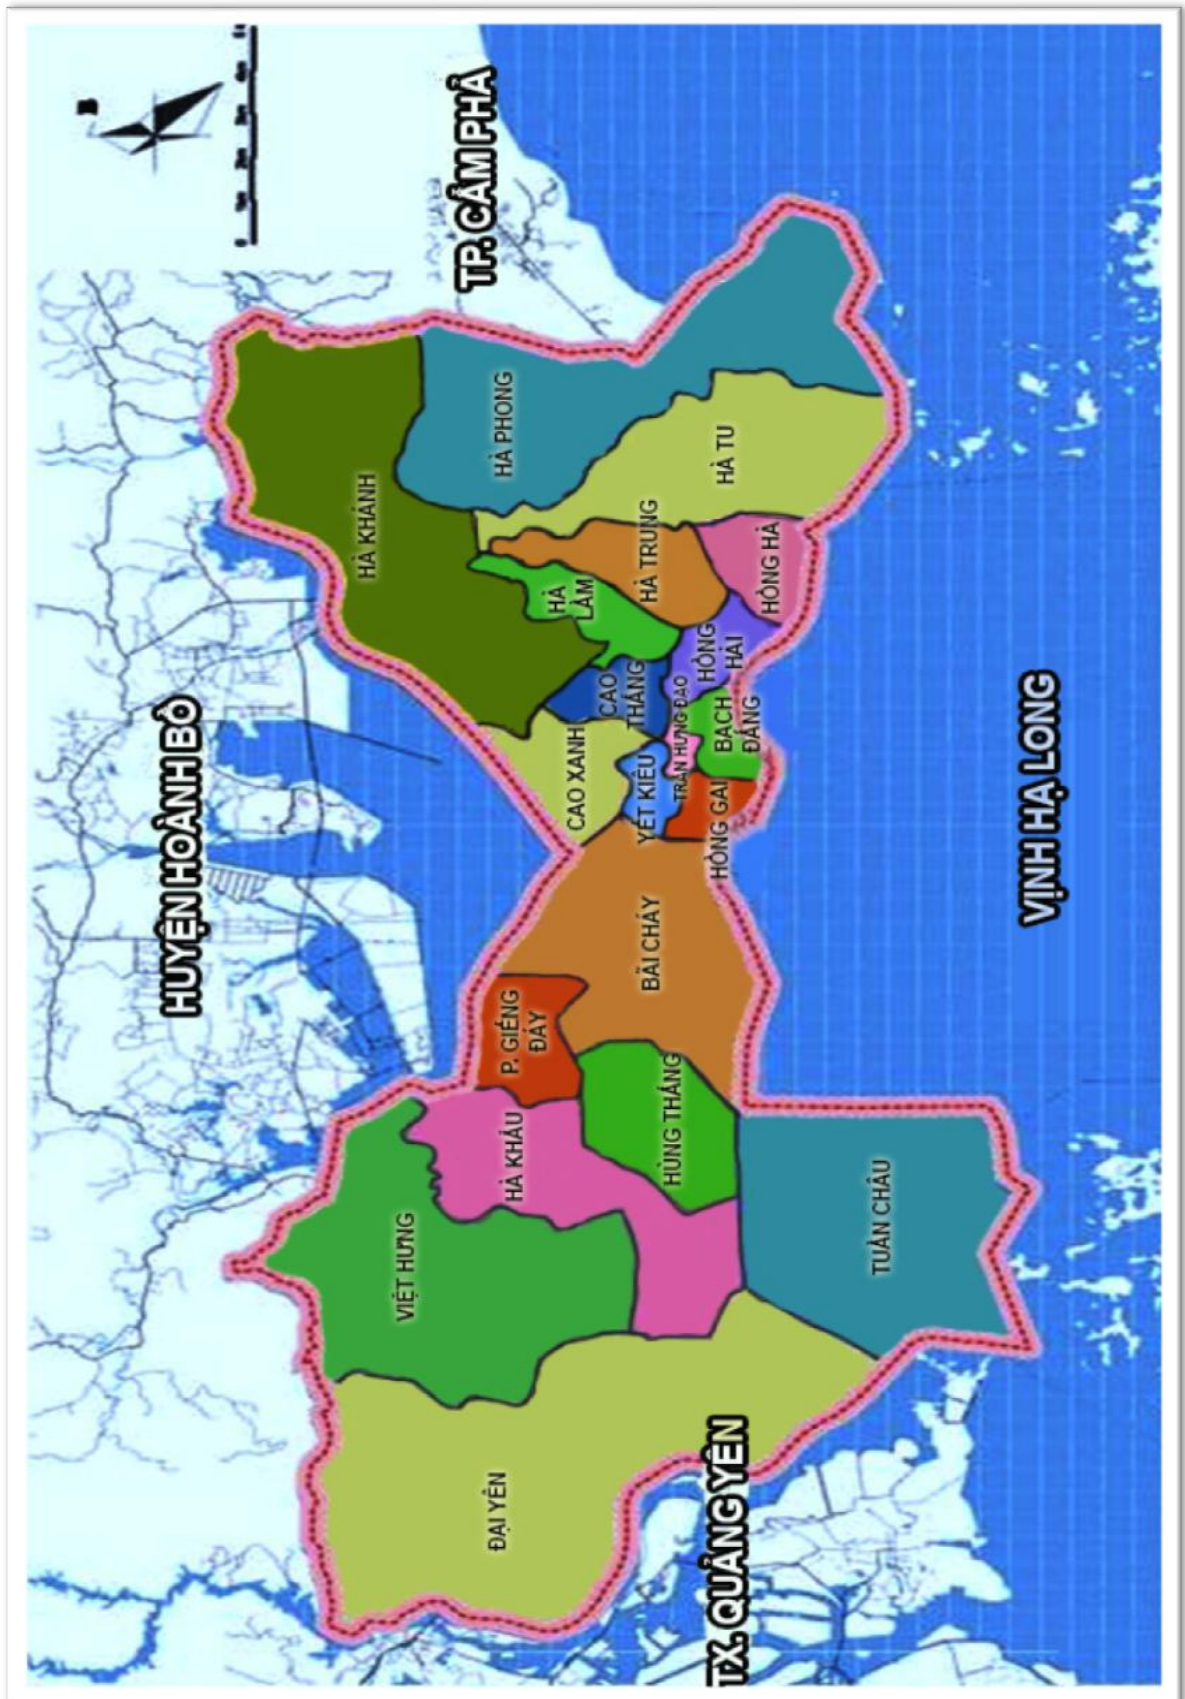 B
HUYỆN HOÀNH BỒ
TP. CẨM PHẢ
HÀ KHÁNH
HÀ PHONG
VIỆT HƯNG
P. GIẾNG
ĐÁY
HÀ KHẨU
ĐẠI YÊN
CAO XANH
CAO
THẮNG
HÀ
LẦM
HÀ TRUNG
HÀ TU
BÃI CHÁY
YẾT KIÊU
TRẦN HƯNG ĐẠO
HỒNG
HẢI
HỒNG HÀ
HÙNG THẮNG
HỒNG GAI
BẠCH
ĐẰNG
TUẦN CHÂU
TX. QUẢNG YÊN
VỊNH HẠ LONG